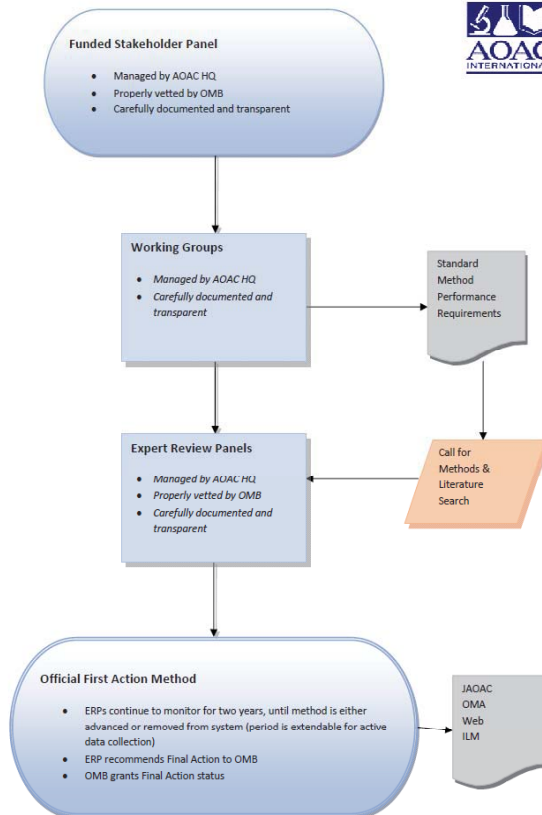 AOAC
INTERNATIONAL
Funded Stakeholder Panel
• Managed by AOAC HQ
• Properly vetted by OMB
• Carefully documented and transparent
Working Groups
• Managed by AOAC HQ
• Carefully documented and
transparent
Standard
Method
Performance
Requirements
Expert Review Panels
• Managed by AOAC HQ
• Properly vetted by OMB
• Carefully documented and
transparent
Call for
Methods &
Literature
Search
Official First Action Method
• ERPs continue to monitor for two years, until method is either
advanced or removed from system (period is extendable for active
data collection)
• ERP recommends Final Action to OMB
• OMB grants Final Action status
JAOAC
OMA
Web
ILM